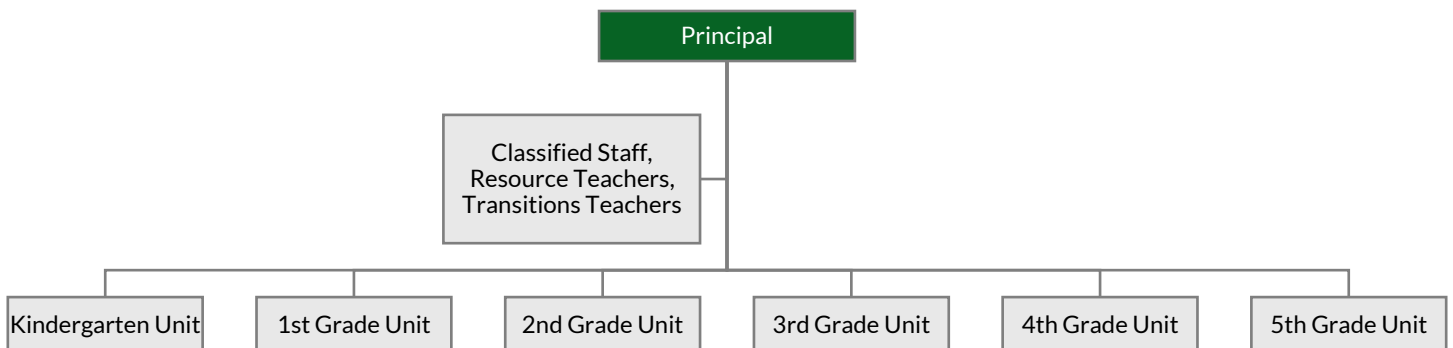 Principal
Classified Staff,
Resource Teachers,
Transitions Teachers
Kindergarten Unit
1st Grade Unit
2nd Grade Unit
3rd Grade Unit
4th Grade Unit
5th Grade Unit